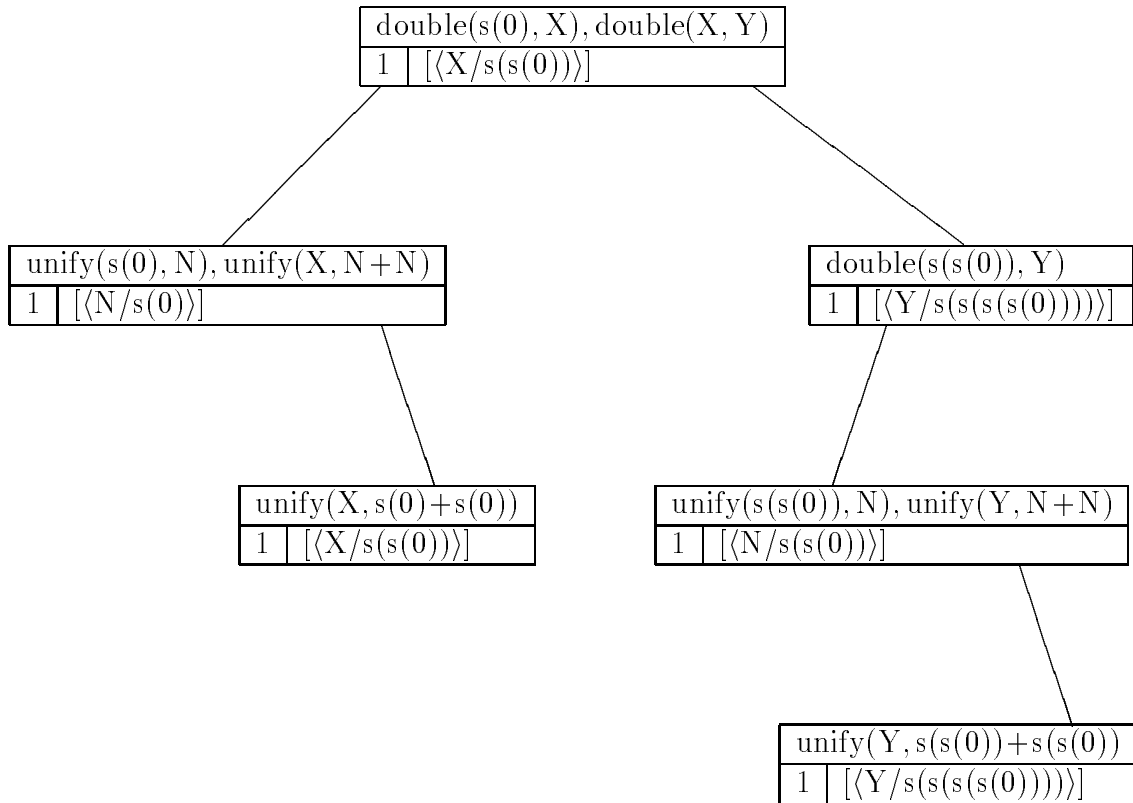 double(s(0), X), double(X, Y)
1 [⟨X/s(s(0))⟩]
unify(s(0), N), unify(X, N+N)
1 [⟨N/s(0)⟩]
double(s(s(0)), Y)
1 [⟨Y/s(s(s(s(0))))⟩]
unify(X, s(0)+s(0))
1 [⟨X/s(s(0))⟩]
unify(s(s(0)), N), unify(Y, N+N)
1 [⟨N/s(s(0))⟩]
unify(Y, s(s(0))+s(s(0))
1 [⟨Y/s(s(s(s(0))))⟩]